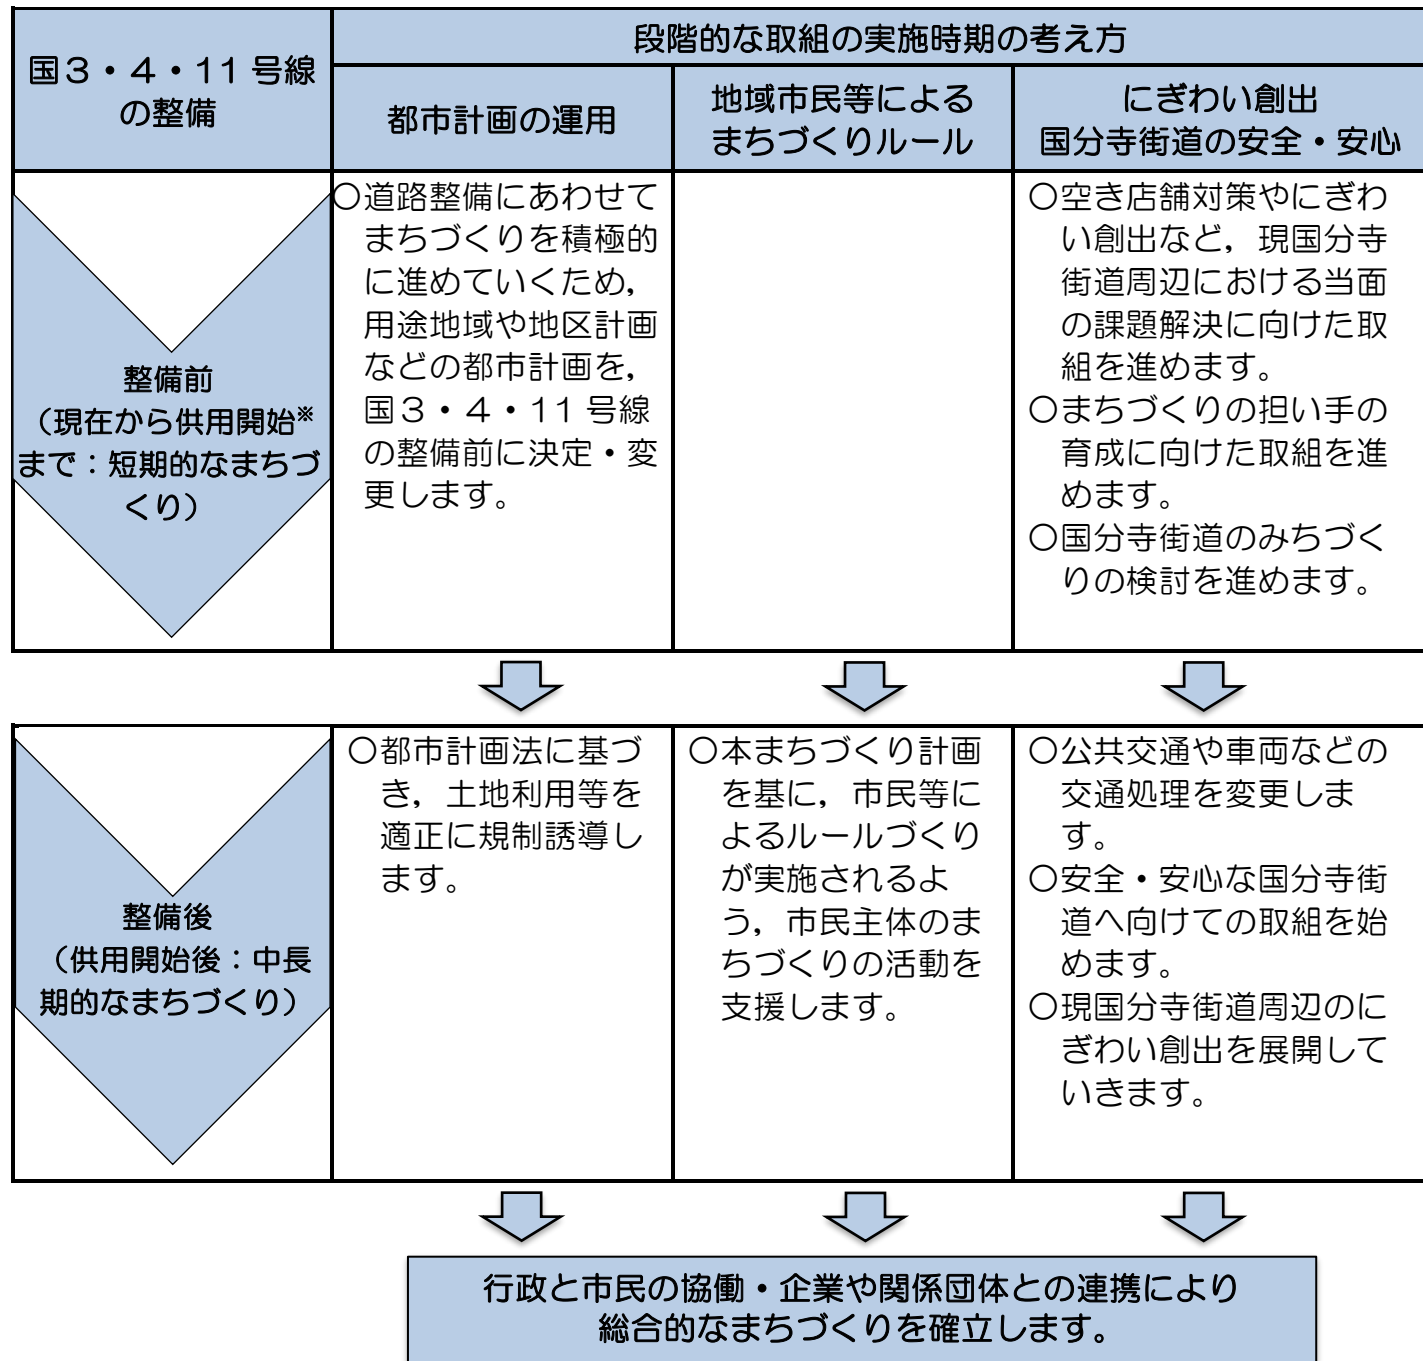 国３・４・11 号線
の整備
段階的な取組の実施時期の考え方
都市計画の運用
地域市民等による
まちづくりルール
にぎわい創出
国分寺街道の安全・安心
整備前
（現在から供用開始※
まで：短期的なまちづ
くり）
〇道路整備にあわせて
まちづくりを積極的
に進めていくため，
用途地域や地区計画
などの都市計画を，
国３・４・11 号線
の整備前に決定・変
更します。
〇空き店舗対策やにぎわ
い創出など，現国分寺
街道周辺における当面
の課題解決に向けた取
組を進めます。
〇まちづくりの担い手の
育成に向けた取組を進
めます。
〇国分寺街道のみちづく
りの検討を進めます。
整備後
（供用開始後：中長
期的なまちづくり）
〇都市計画法に基づ
き，土地利用等を
適正に規制誘導し
ます。
〇本まちづくり計画
を基に，市民等に
よるルールづくり
が実施されるよ
う，市民主体のま
ちづくりの活動を
支援します。
〇公共交通や車両などの
交通処理を変更しま
す。
〇安全・安心な国分寺街
道へ向けての取組を始
めます。
〇現国分寺街道周辺のに
ぎわい創出を展開して
いきます。
行政と市民の協働・企業や関係団体との連携により
総合的なまちづくりを確立します。